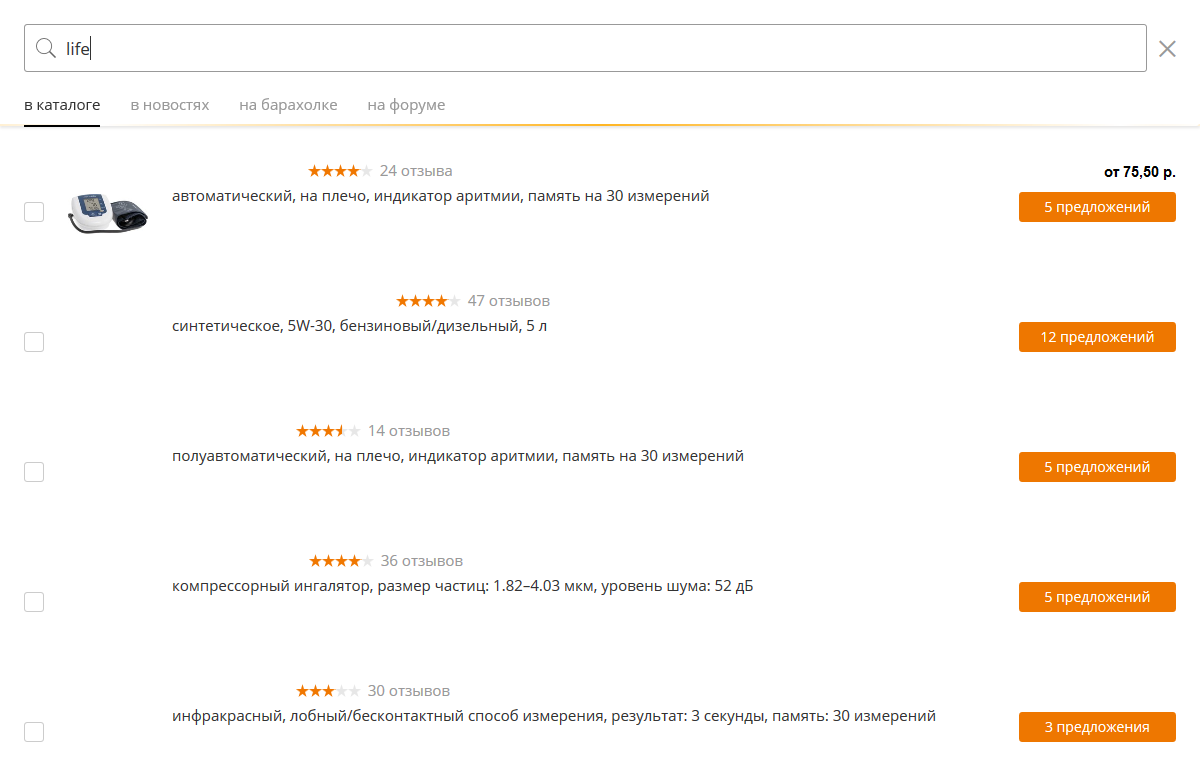 life
в каталоге в новостях на барахолке на форуме
24 отзыва
от 75,50 р.
автоматический, на плечо, индикатор аритмии, память на 30 измерений
5 предложений
47 отзывов
синтетическое, 5W-30, бензиновый/дизельный, 5 л
12 предложений
14 отзывов
полуавтоматический, на плечо, индикатор аритмии, память на 30 измерений
5 предложений
36 отзывов
компрессорный ингалятор, размер частиц: 1.82–4.03 мкм, уровень шума: 52 дБ
5 предложений
30 отзывов
инфракрасный, лобный/бесконтактный способ измерения, результат: 3 секунды, память: 30 измерений
3 предложения